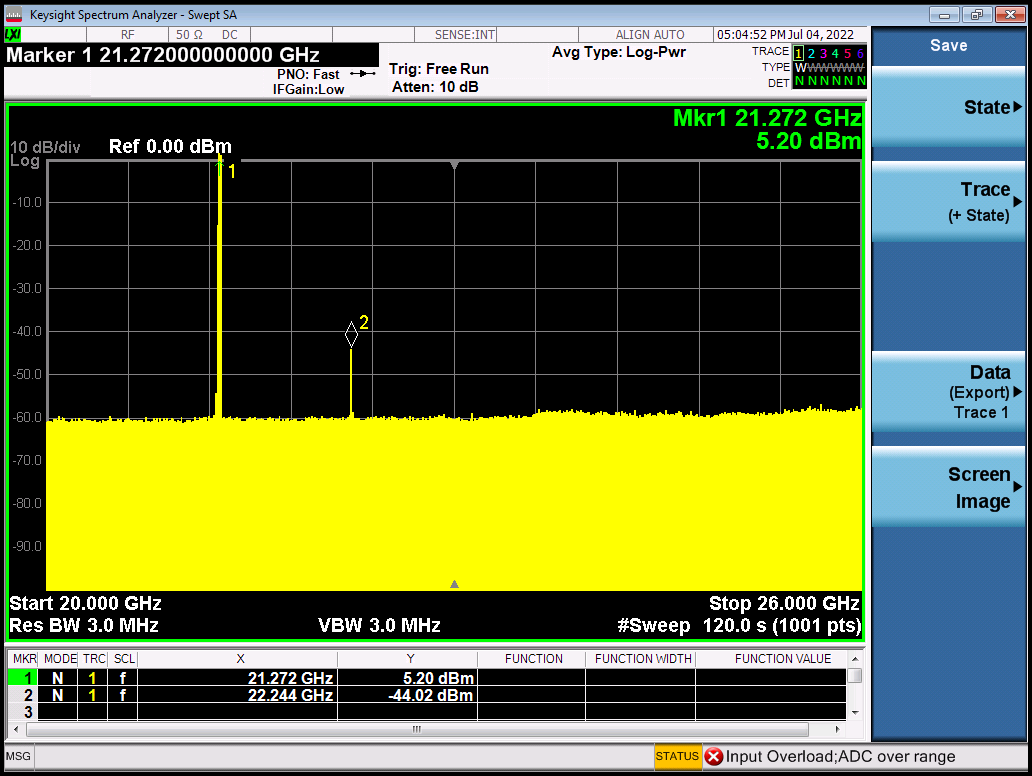 Keysight Spectrum Analyzer - Swept SA
LXI RF 50 Ω DC SENSE:INT ALIGN AUTO 05:04:52 PM Jul 04, 2022
Marker 1 21.272000000000 GHz
PNO: Fast
IFGain:Low
Trig: Free Run
Atten: 10 dB
Avg Type: Log-Pwr
TRACE 1 2 3 4 5 6
TYPE WWWWWW
DET N N N N N N
Mkr1 21.272 GHz
5.20 dBm
10 dB/div
Log
Ref 0.00 dBm
1
-10.0
-20.0
-30.0
2
-40.0
-50.0
-60.0
-70.0
-80.0
-90.0
Start 20.000 GHz Stop 26.000 GHz
Res BW 3.0 MHz VBW 3.0 MHz #Sweep 120.0 s (1001 pts)
MKR MODE TRC SCL X Y FUNCTION FUNCTION WIDTH FUNCTION VALUE
1 N 1 f 21.272 GHz 5.20 dBm
2 N 1 f 22.244 GHz -44.02 dBm
3
MSG STATUS Input Overload;ADC over range
Save
State
Trace
(+ State)
Data
(Export)
Trace 1
Screen
Image